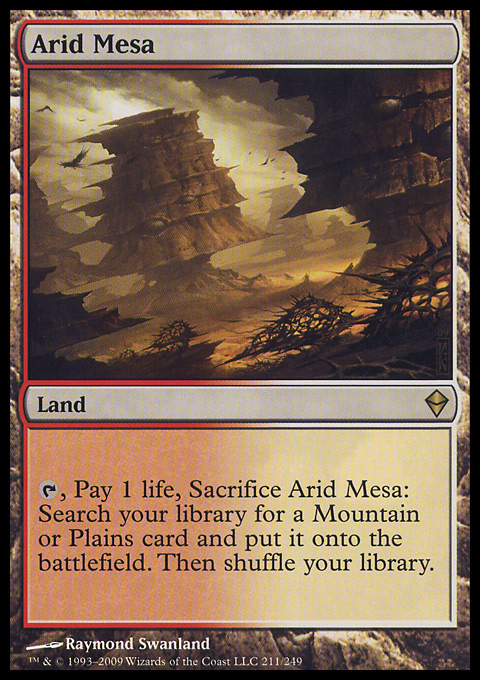 Arid Mesa
Land
, Pay 1 life, Sacrifice Arid Mesa:
Search your library for a Mountain
or Plains card and put it onto the
battlefield. Then shuffle your library.
Raymond Swanland
™ & © 1993–2009 Wizards of the Coast LLC 211/249